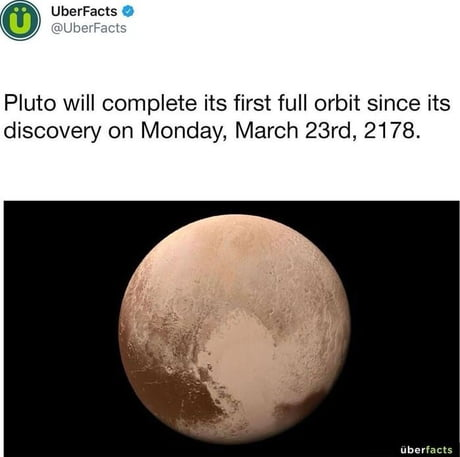 UberFacts
@UberFacts
Pluto will complete its first full orbit since its
discovery on Monday, March 23rd, 2178.
überfacts